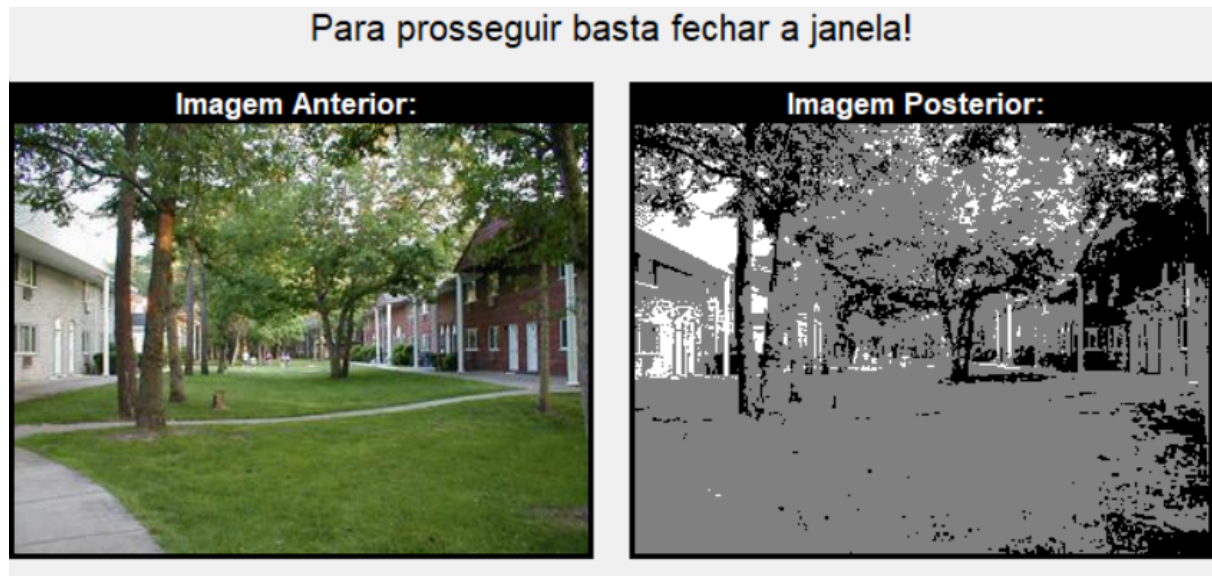 Para prosseguir basta fechar a janela!
Imagem Anterior:
Imagem Posterior: